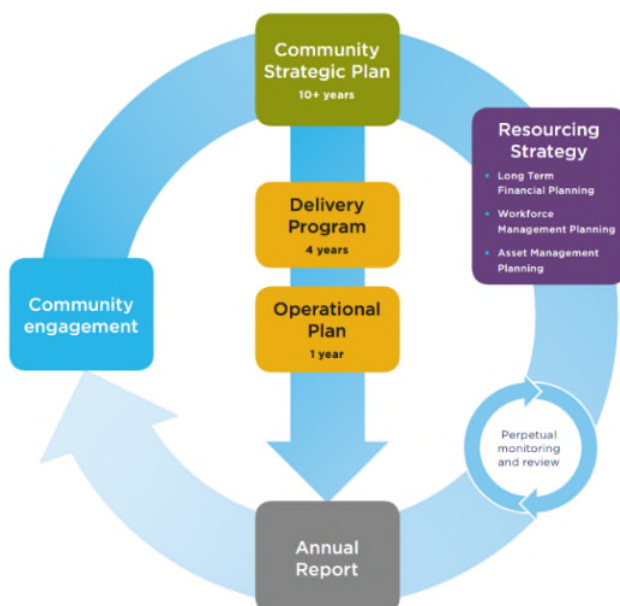 Community
Strategic Plan
10+ years
Resourcing
Strategy
Long Term
Financial Planning
Workforce
Management Planning
Asset Management
Planning
Delivery
Program
4 years
Community
engagement
Operational
Plan
1 year
Perpetual
monitoring
and review
Annual
Report